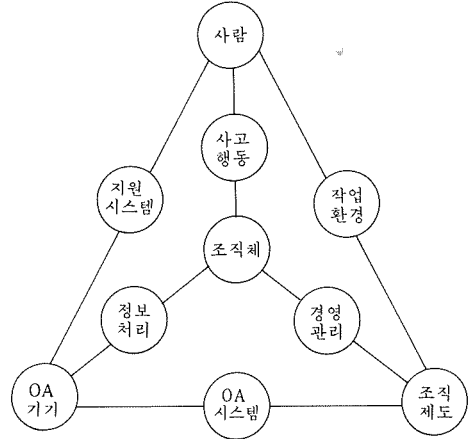 사람
사고
행동
지원
시스템
작업
환경
조직체
정보
처리
경영
관리
OA
기기
OA
시스템
조직
제도